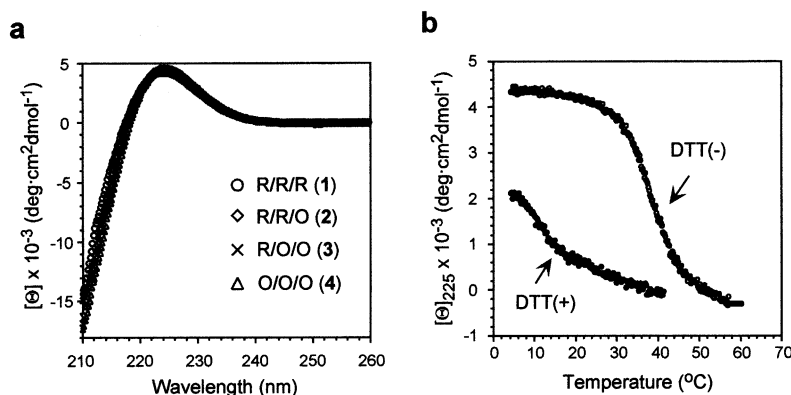 a
5
0
-5
-10
-15
210 220 230 240 250 260
[Θ] x 10⁻³ (deg·cm²dmol⁻¹)
Wavelength (nm)
R/R/R (1)
R/R/O (2)
R/O/O (3)
O/O/O (4)
b
5
4
3
2
1
0
-1
0 10 20 30 40 50 60 70
[Θ]₂₂₅ x 10⁻³ (deg·cm²dmol⁻¹)
Temperature (°C)
DTT(-)
DTT(+)